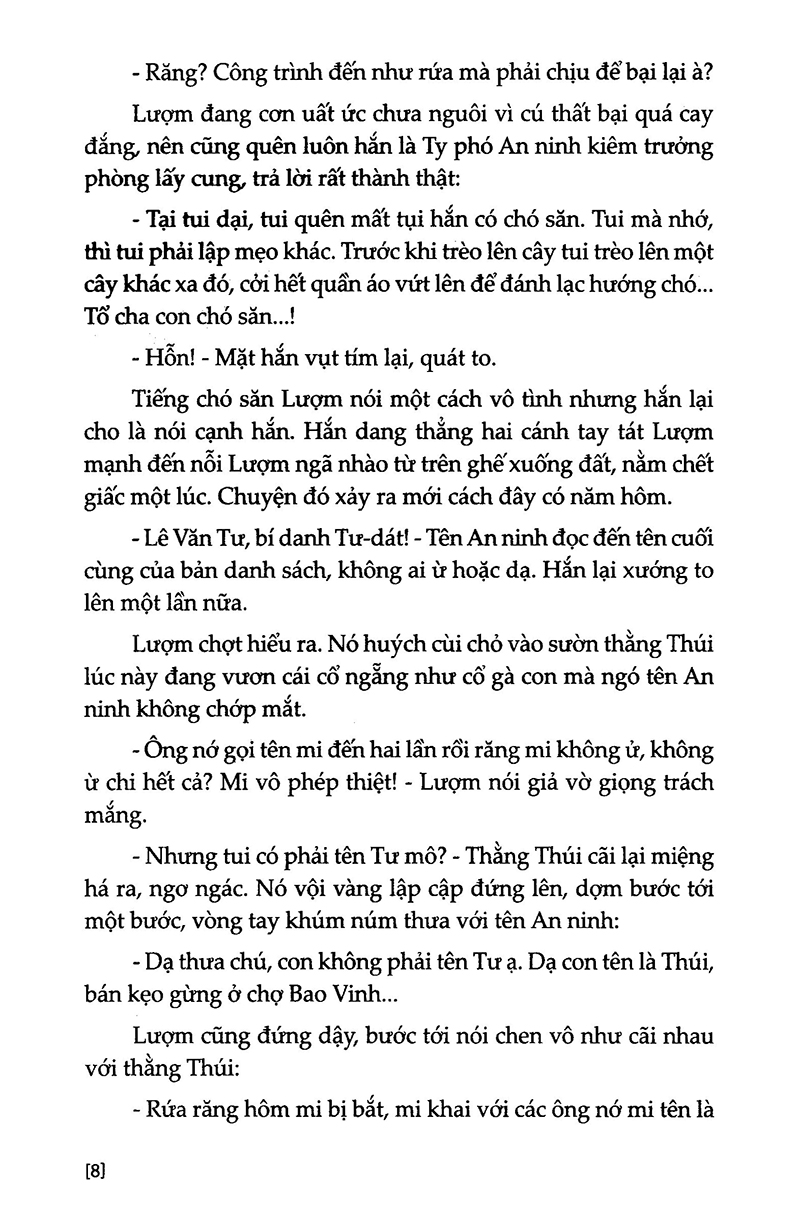 - Răng? Công trình đến như rứa mà phải chịu để bại lại à?
Lượm đang cơn uất ức chưa nguôi vì cú thất bại quá cay
đắng, nên cũng quên luôn hắn là Ty phó An ninh kiêm trưởng
phòng lấy cung, trả lời rất thành thật:
- Tại tui dại, tui quên mất tụi hắn có chó săn. Tui mà nhớ,
thì tui phải lập mẹo khác. Trước khi trèo lên cây tui trèo lên một
cây khác xa đó, cởi hết quần áo vứt lên để đánh lạc hướng chó...
Tổ cha con chó săn...!
- Hỗn! - Mặt hắn vụt tím lại, quát to.
Tiếng chó săn Lượm nói một cách vô tình nhưng hắn lại
cho là nói cạnh hắn. Hắn dang thẳng hai cánh tay tát Lượm
mạnh đến nỗi Lượm ngã nhào từ trên ghế xuống đất, nằm chết
giấc một lúc. Chuyện đó xảy ra mới cách đây có năm hôm.
- Lê Văn Tư, bí danh Tư-dát! - Tên An ninh đọc đến tên cuối
cùng của bản danh sách, không ai ừ hoặc dạ. Hắn lại xướng to
lên một lần nữa.
Lượm chợt hiểu ra. Nó huých cùi chỏ vào sườn thằng Thúi
lúc này đang vươn cái cổ ngẵng như cổ gà con mà ngó tên An
ninh không chớp mắt.
- Ông nớ gọi tên mi đến hai lần rồi răng mi không ử, không
ừ chi hết cả? Mi vô phép thiệt! - Lượm nói giả vờ giọng trách
mắng.
- Nhưng tui có phải tên Tư mô? - Thằng Thúi cãi lại miệng
há ra, ngơ ngác. Nó vội vàng lập cập đứng lên, dợm bước tới
một bước, vòng tay khúm núm thưa với tên An ninh:
- Dạ thưa chú, con không phải tên Tư ạ. Dạ con tên là Thúi,
bán kẹo gừng ở chợ Bao Vinh...
Lượm cũng đứng dậy, bước tới nói chen vô như cãi nhau
với thằng Thúi:
- Rứa răng hôm mi bị bắt, mi khai với các ông nớ mi tên là
[8]